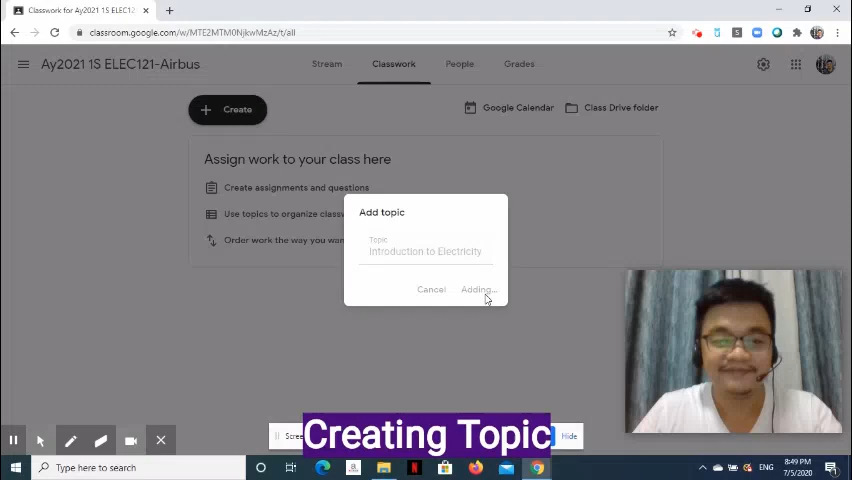 Classwork for Ay2021 1S ELEC121
classroom.google.com/w/MTE2MTM0NjkwMzAz/t/all
Ay2021 1S ELEC121-Airbus
Stream
Classwork
People
Grades
Create
Google Calendar
Class Drive folder
Assign work to your class here
Create assignments and questions
Use topics to organize classw
Order work the way you wan
Add topic
Topic
Introduction to Electricity
Cancel
Adding...
Scree
Creating Topic
Hide
Type here to search
ENG
8:49 PM
7/5/2020